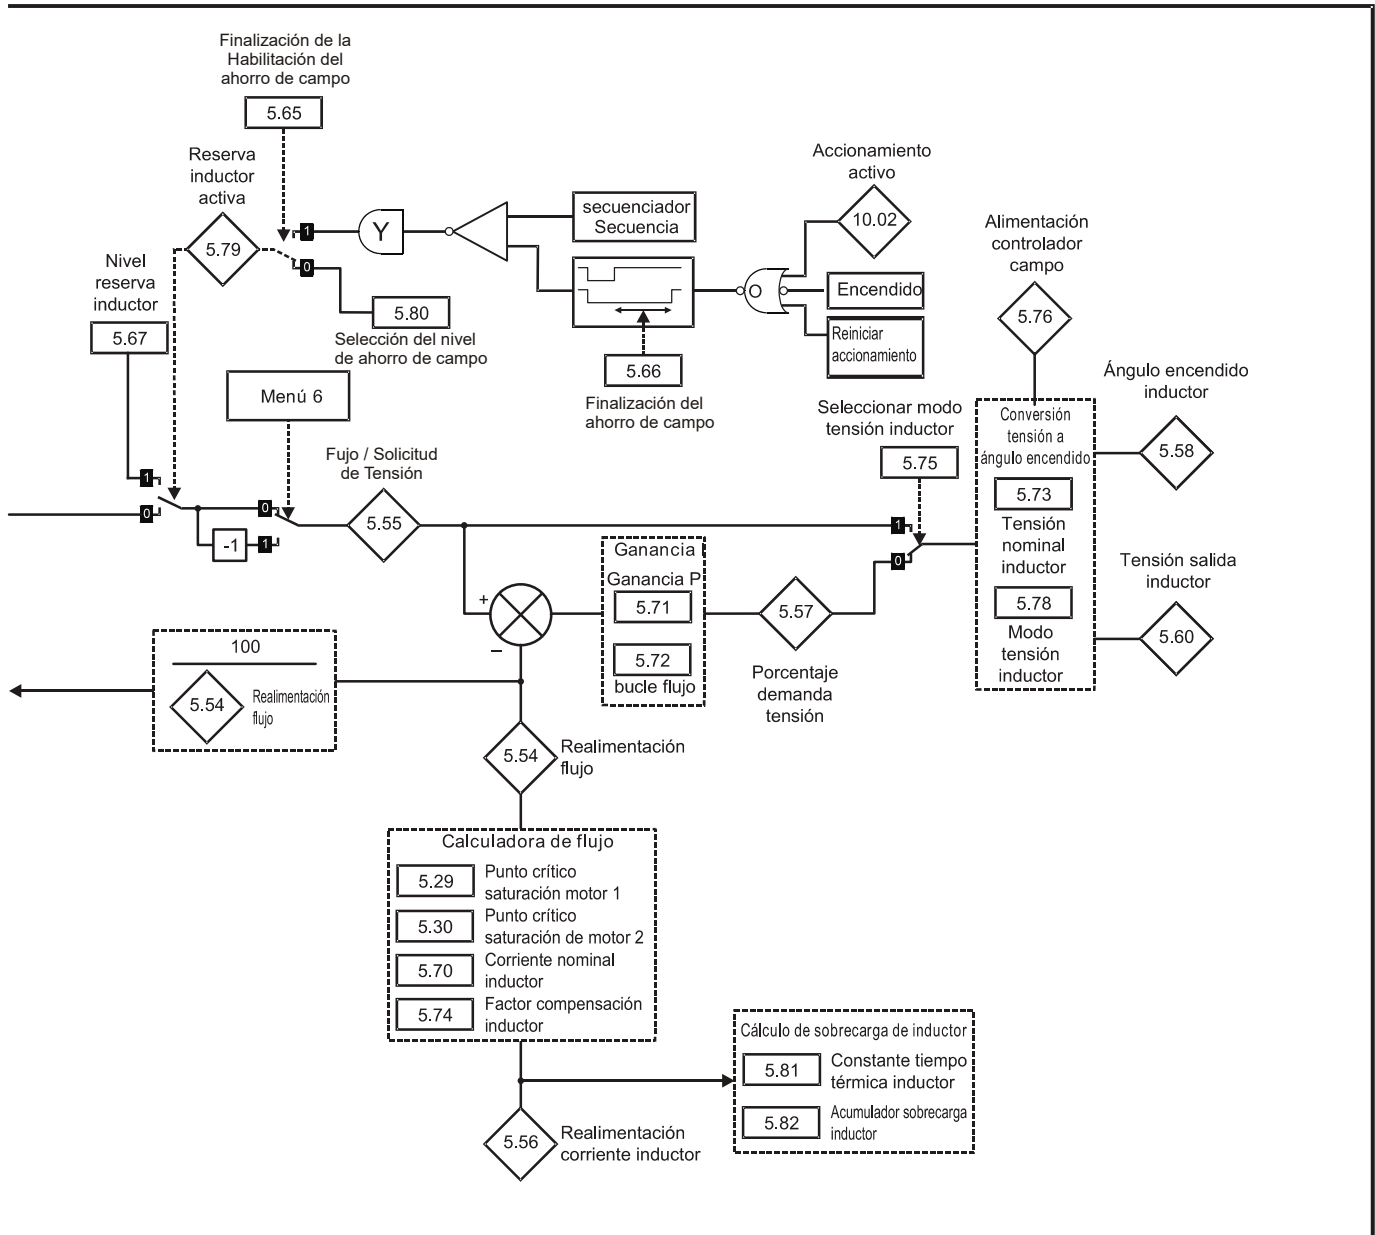 Finalización de la
Habilitación del
ahorro de campo
5.65
Reserva
inductor
activa
5.79
1
0
Y
secuenciador
Secuencia
Accionamiento
activo
10.02
O
Encendido
Reiniciar
accionamiento
5.80
Selección del nivel
de ahorro de campo
5.66
Finalización del
ahorro de campo
Nivel
reserva
inductor
5.67
Menú 6
Alimentación
controlador
campo
5.76
Seleccionar modo
tensión inductor
5.75
Ángulo encendido
inductor
5.58
1
0
0
-1
1
Fujo / Solicitud
de Tensión
5.55
1
0
Conversión
tensión a
ángulo encendido
5.73
Tensión
nominal
inductor
5.78
Modo
tensión
inductor
Tensión salida
inductor
5.60
+
–
Ganancia I
Ganancia P
5.71
5.72
bucle flujo
5.57
Porcentaje
demanda
tensión
100
5.54
Realimentación
flujo
5.54
Realimentación
flujo
Calculadora de flujo
5.29
Punto crítico
saturación motor 1
5.30
Punto crítico
saturación de motor 2
5.70
Corriente nominal
inductor
5.74
Factor compensación
inductor
Cálculo de sobrecarga de inductor
5.81
Constante tiempo
térmica inductor
5.82
Acumulador sobrecarga
inductor
5.56
Realimentación
corriente inductor